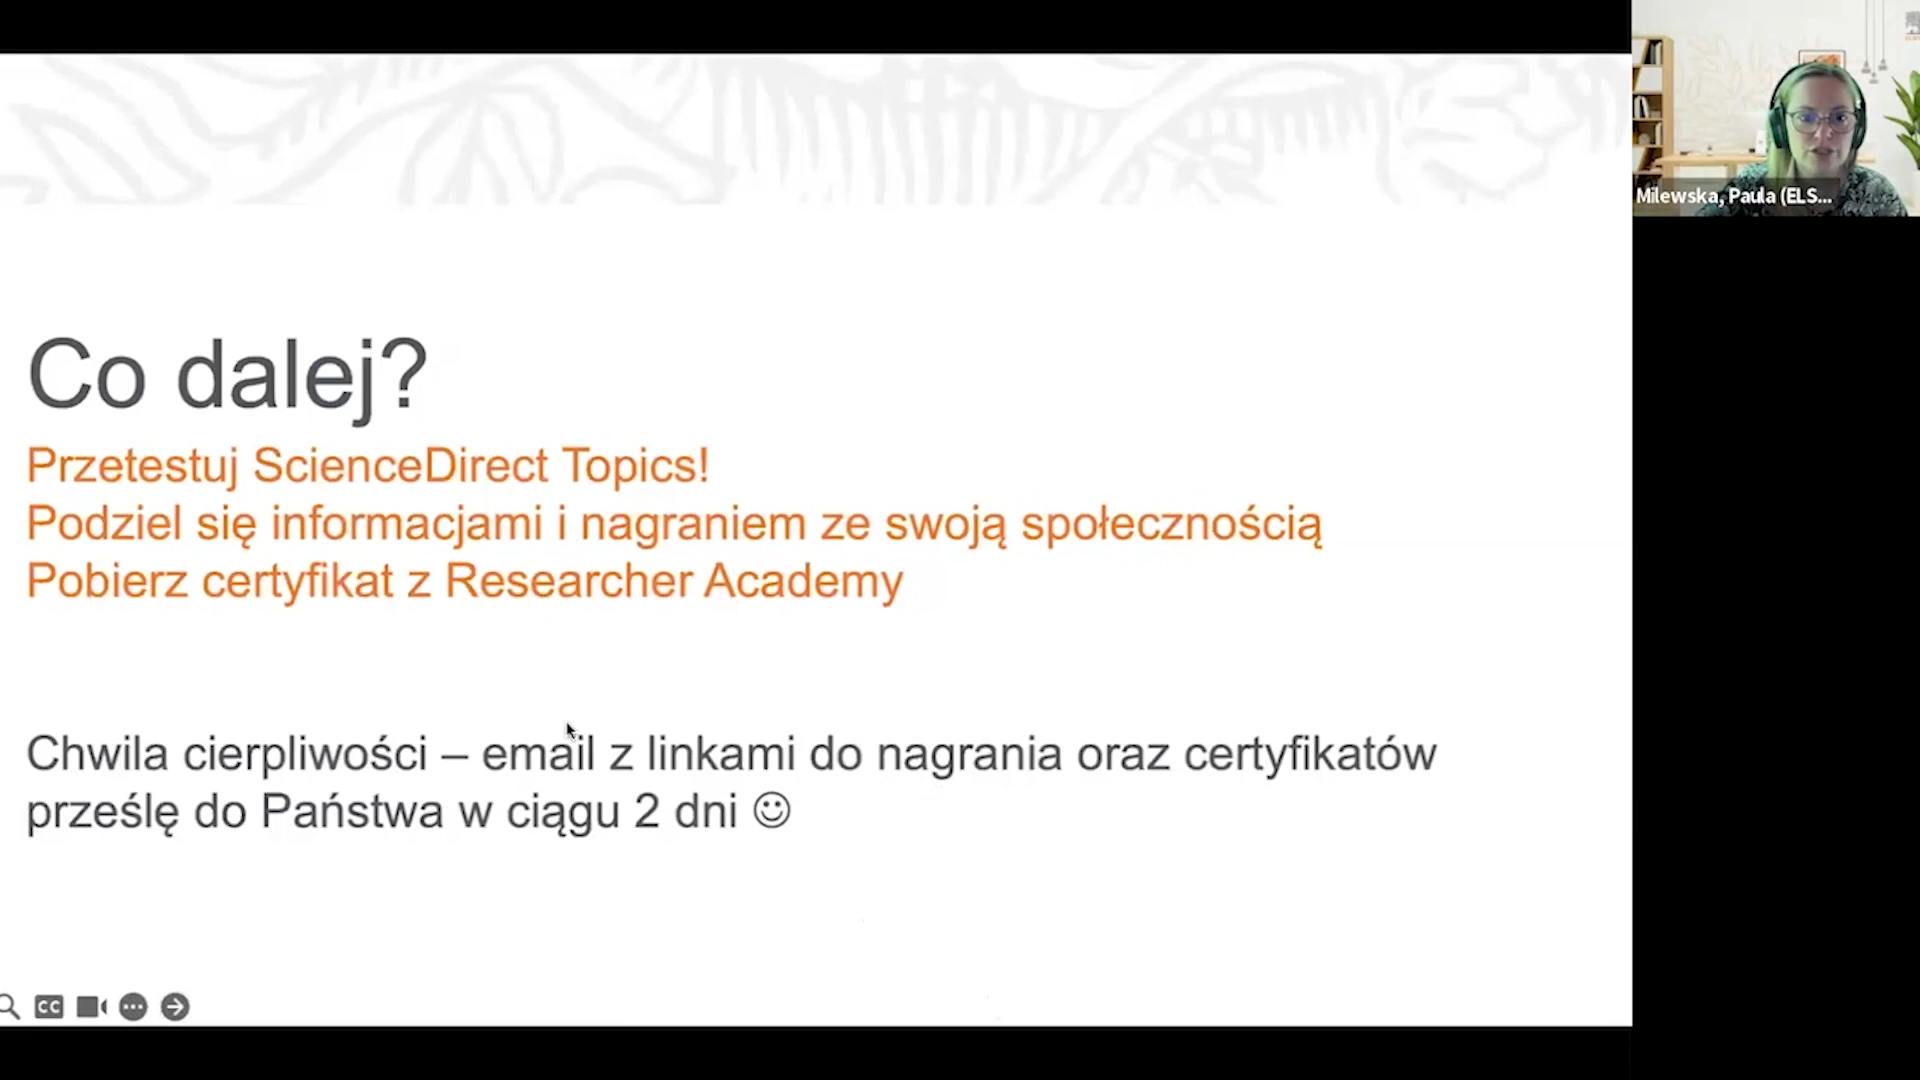 Co dalej?
Przetestuj ScienceDirect Topics!
Podziel się informacjami i nagraniem ze swoją społecznością
Pobierz certyfikat z Researcher Academy
Chwila cierpliwości – email z linkami do nagrania oraz certyfikatów
prześlę do Państwa w ciągu 2 dni ☺
CC
Milewska, Paula (ELS...